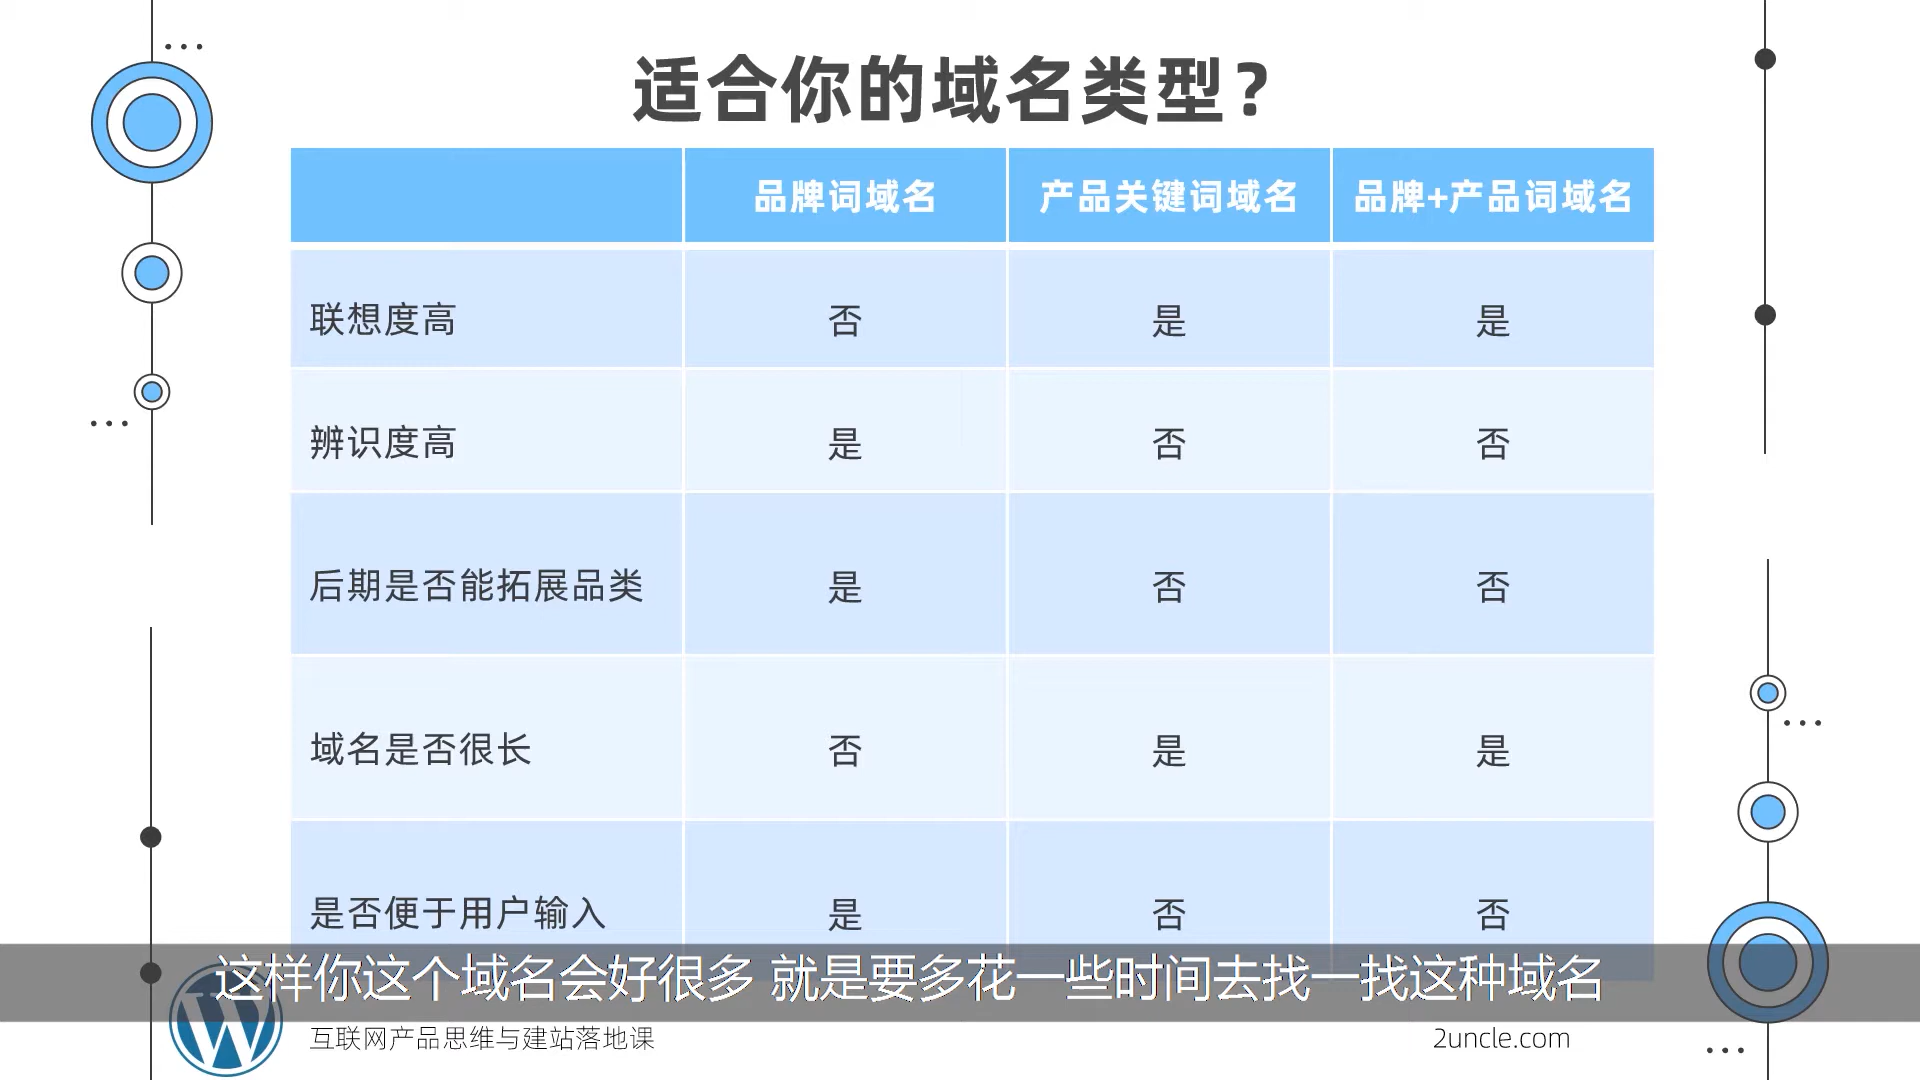 适合你的域名类型？
品牌词域名 产品关键词域名 品牌+产品词域名
联想度高 否 是 是
辨识度高 是 否 否
后期是否能拓展品类 是 否 否
域名是否很长 否 是 是
是否便于用户输入 是 否 否
这样你这个域名会好很多 就是要多花一些时间去找一找这种域名
互联网产品思维与建站落地课 2uncle.com